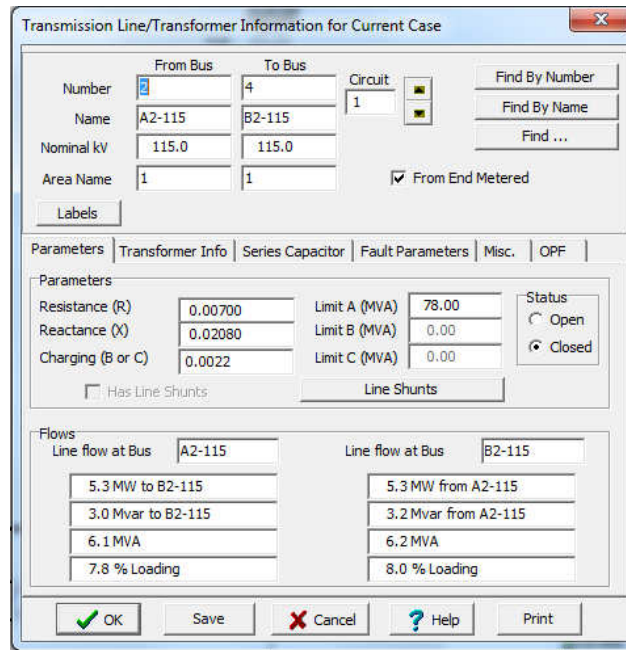 Transmission Line/Transformer Information for Current Case
From Bus To Bus
Circuit
Number 2 4 1
Name A2-115 B2-115
Nominal kV 115.0 115.0
Area Name 1 1
From End Metered
Find By Number
Find By Name
Find ...
Labels
Parameters Transformer Info Series Capacitor Fault Parameters Misc. OPF
Parameters
Resistance (R) 0.00700 Limit A (MVA) 78.00
Reactance (X) 0.02080 Limit B (MVA) 0.00
Charging (B or C) 0.0022 Limit C (MVA) 0.00
Status
Open
Closed
Has Line Shunts Line Shunts
Flows
Line flow at Bus A2-115 Line flow at Bus B2-115
5.3 MW to B2-115 5.3 MW from A2-115
3.0 Mvar to B2-115 3.2 Mvar from A2-115
6.1 MVA 6.2 MVA
7.8 % Loading 8.0 % Loading
OK Save Cancel ? Help Print